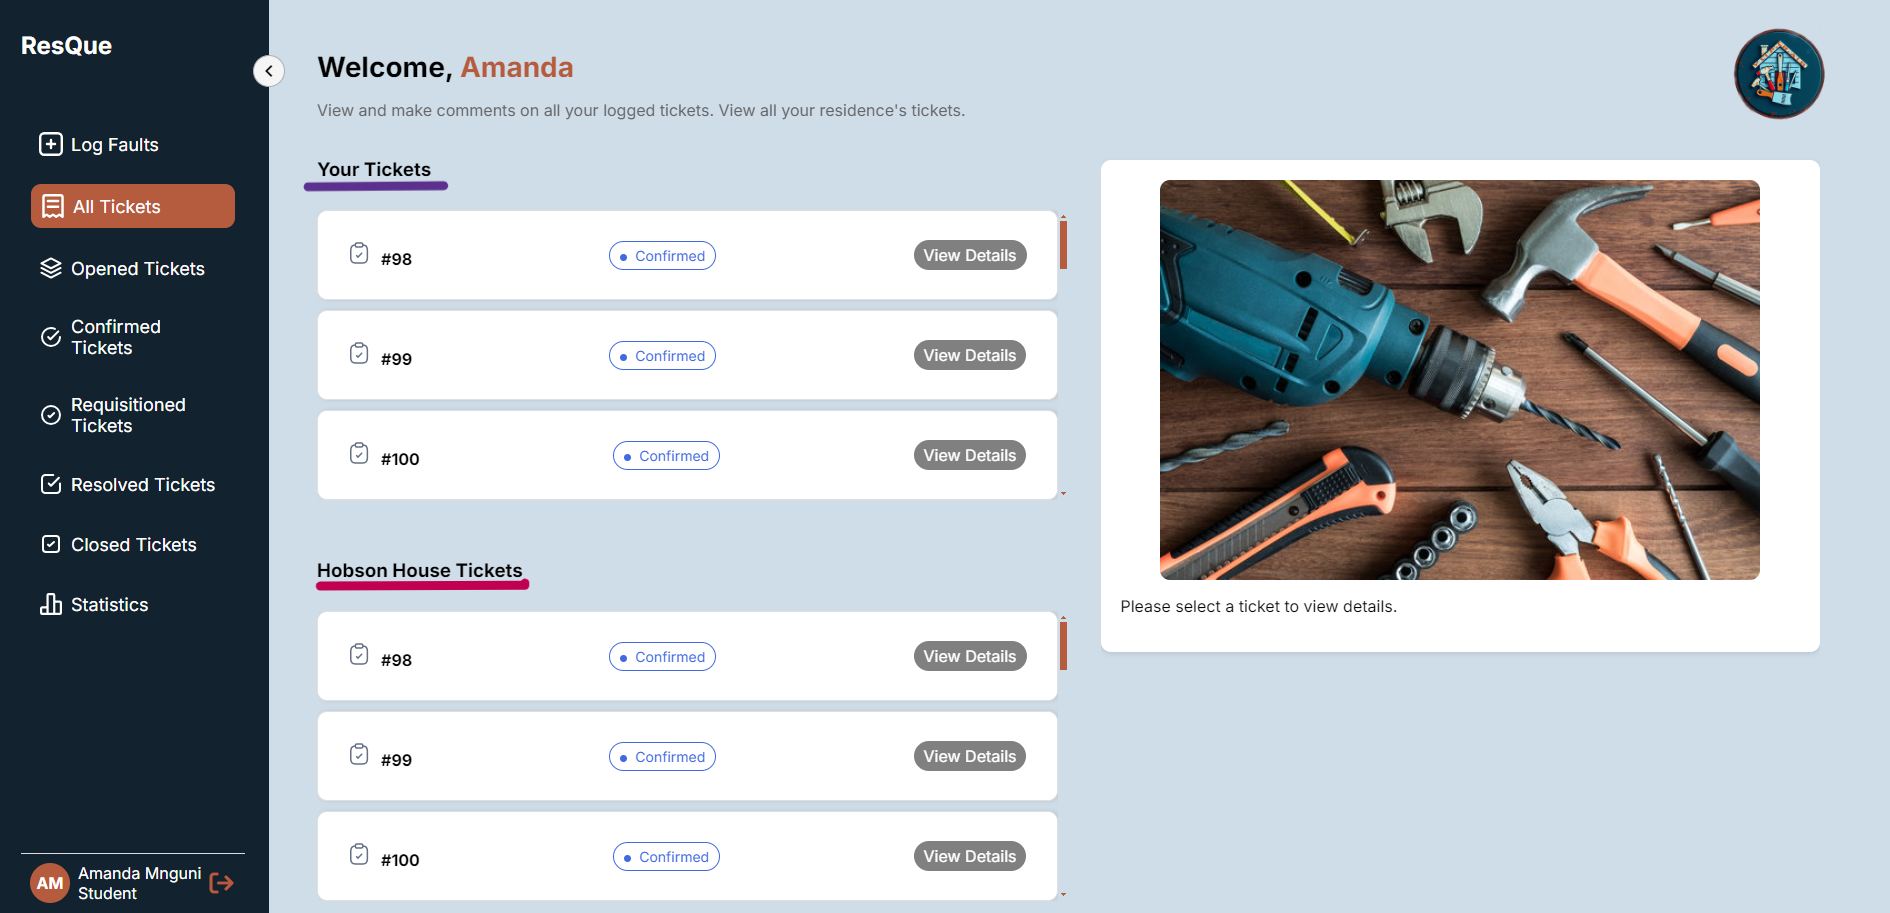 ResQue
Log Faults
All Tickets
Opened Tickets
Confirmed
Tickets
Requisitioned
Tickets
Resolved Tickets
Closed Tickets
Statistics
AM
Amanda Mnguni
Student
Welcome, Amanda
View and make comments on all your logged tickets. View all your residence's tickets.
Your Tickets
#98 Confirmed View Details
#99 Confirmed View Details
#100 Confirmed View Details
Hobson House Tickets
#98 Confirmed View Details
#99 Confirmed View Details
#100 Confirmed View Details
Please select a ticket to view details.